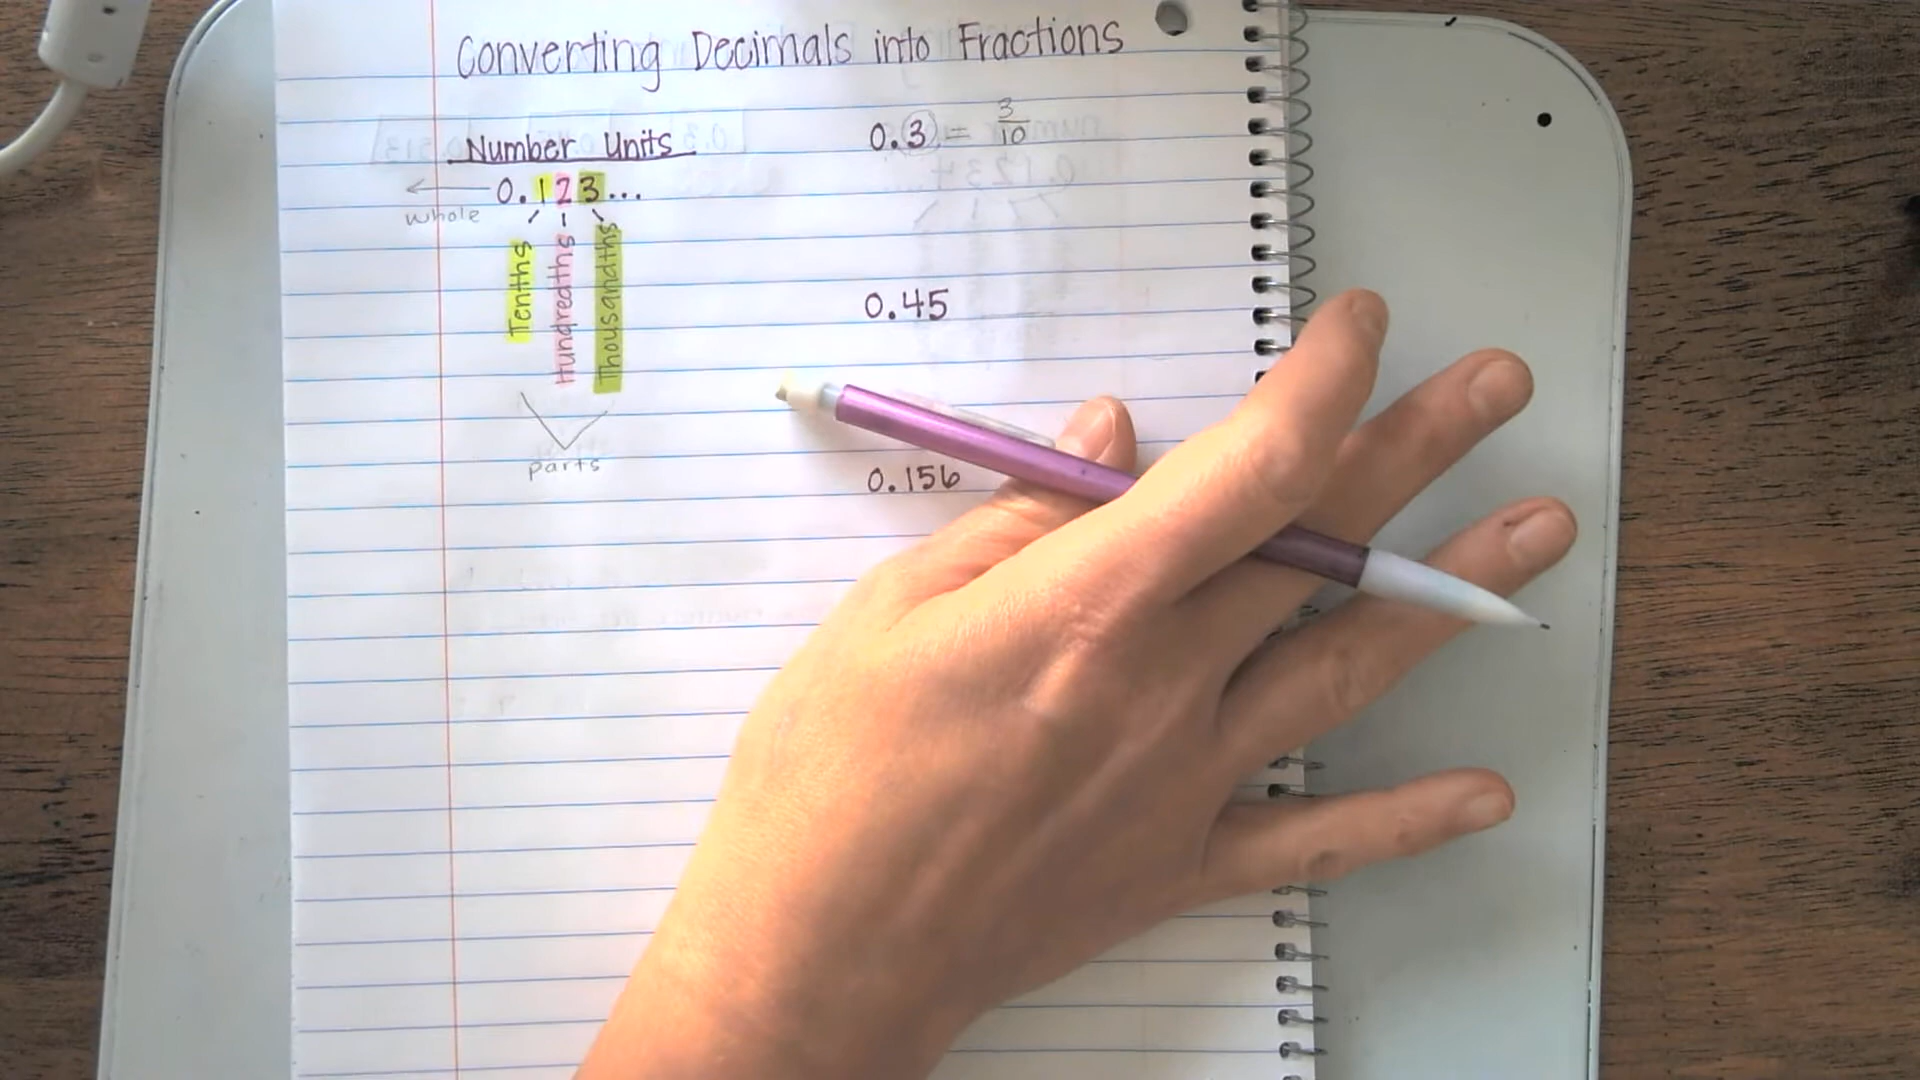 Converting Decimals into Fractions
Number Units
0.123...
whole
Tenths
Hundredths
Thousandths
parts
0.3 = 3/10
0.45
0.156